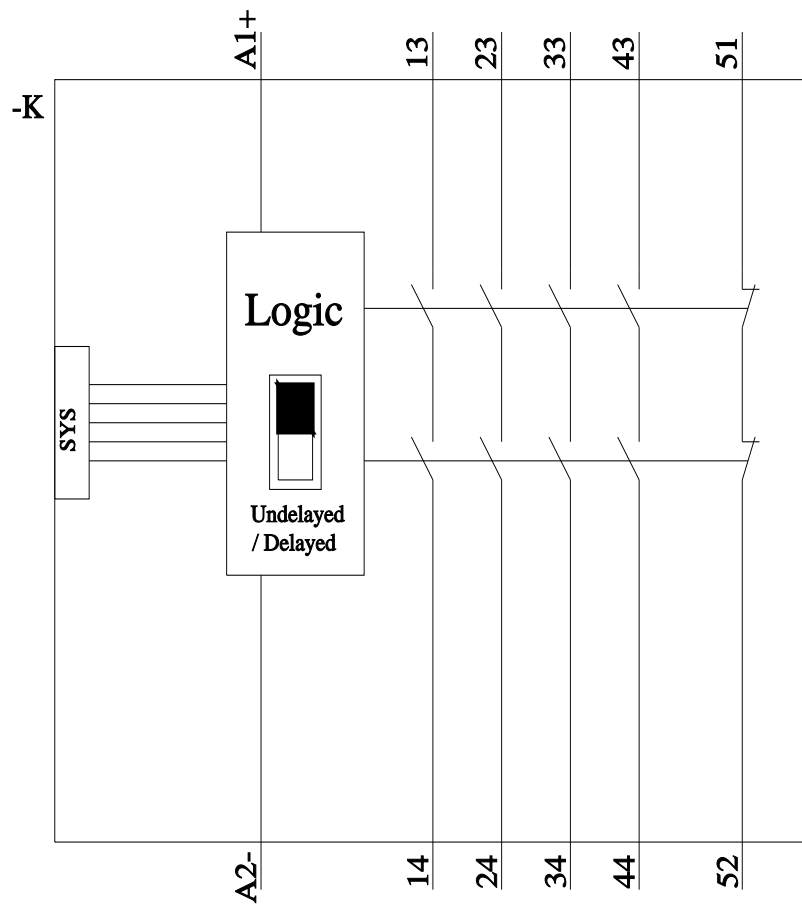 A1+
13
23
33
43
51
-K
Logic
SYS
Undelayed
/ Delayed
A2-
14
24
34
44
52